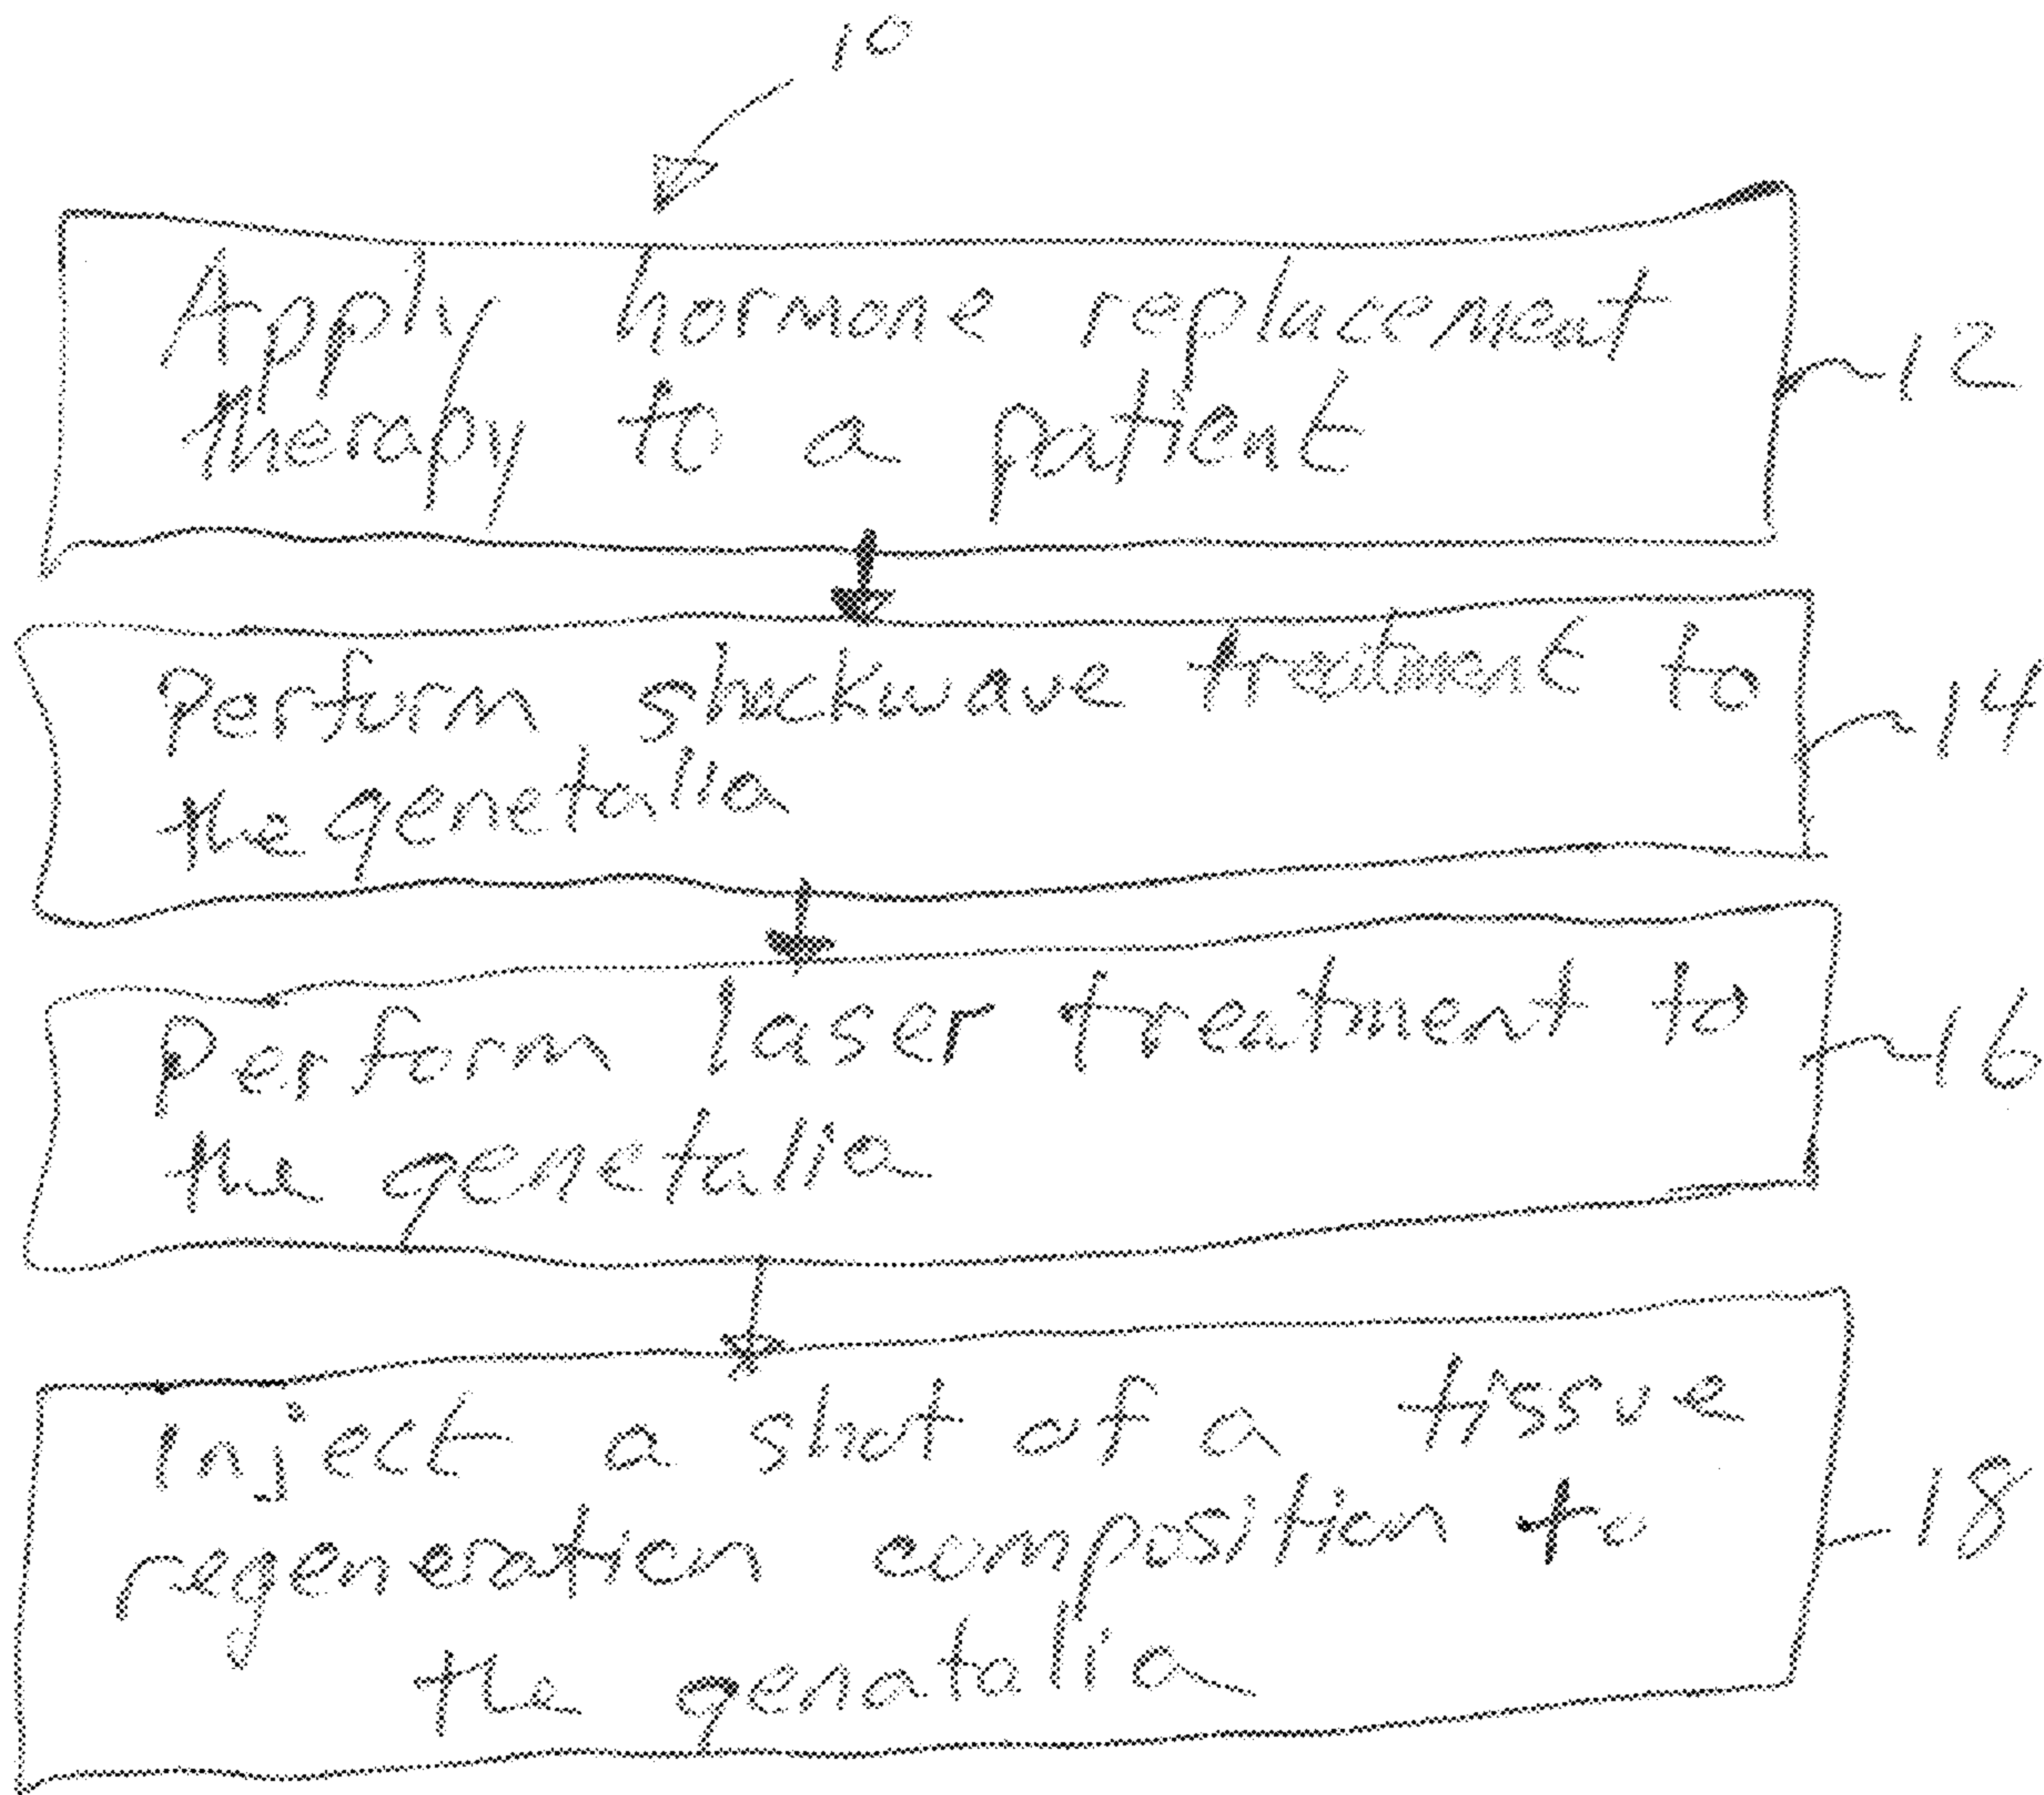 10
Apply hormone replacement
therapy to a patient
12
Perform shockwave treatment to
the genetalia
14
Perform laser treatment to
the genetalia
16
Inject a shot of a tissue
regeneration composition to
the genatalia
18